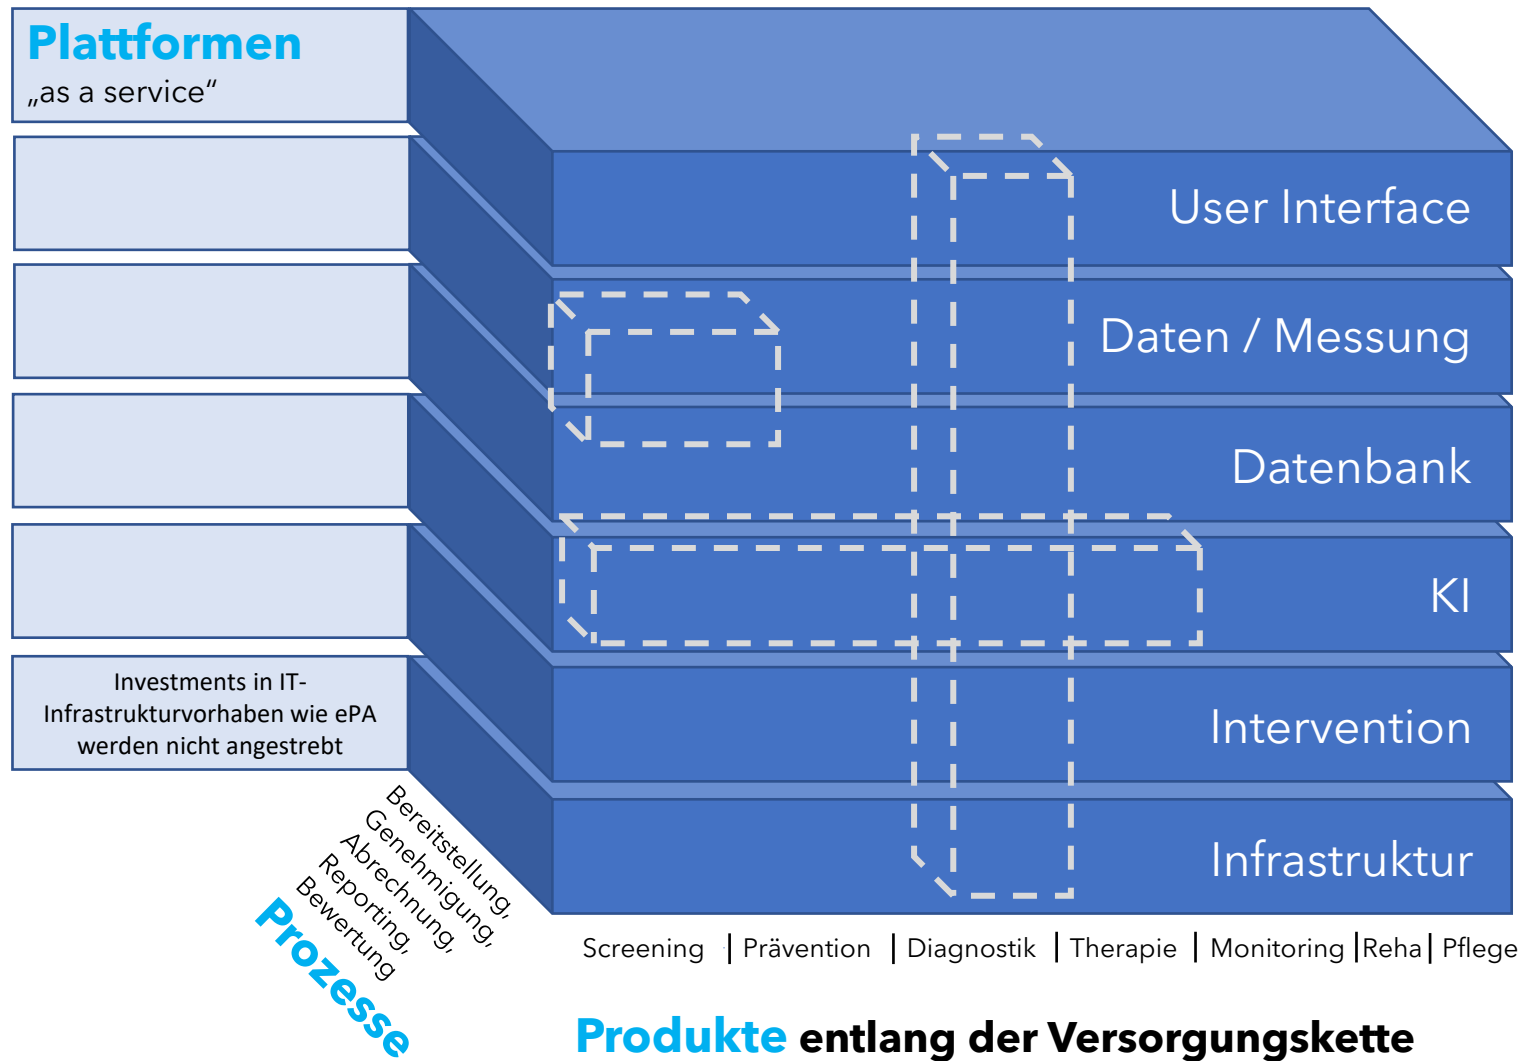 Plattformen
„as a service“
User Interface
Daten / Messung
Datenbank
KI
Intervention
Infrastruktur
Investments in IT-
Infrastrukturvorhaben wie ePA
werden nicht angestrebt
Bereitstellung,
Genehmigung,
Abrechnung,
Reporting,
Bewertung
Prozesse
Screening | Prävention | Diagnostik | Therapie | Monitoring | Reha | Pflege
Produkte entlang der Versorgungskette